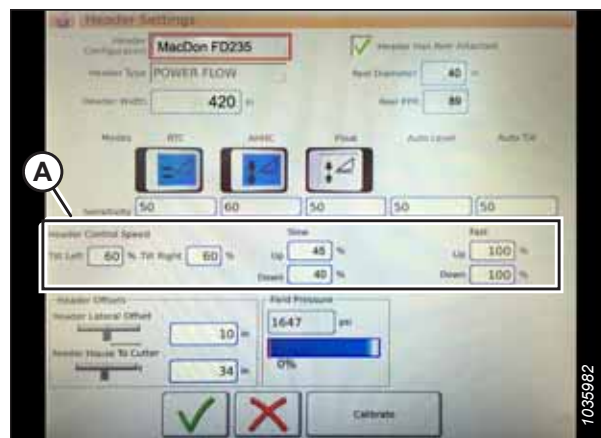 Header Settings
Header Configuration MacDon FD235 Header Has Reel Attached
Header Type POWER FLOW Reel Diameter 40 in
Header Width 420 in Reel PPR 89
Modes RTC AHHC Float Auto Level Auto Tilt
A
Sensitivity 50 60 50 50 50
Header Control Speed Slow Fast
Tilt Left 60 % Tilt Right 60 % Up 45 % Up 100 %
Down 40 % Down 100 %
Header Offsets Field Pressure
Header Lateral Offset 1647 psi
10 in
Feeder House To Cutter 0%
34 in
Calibrate
1035982